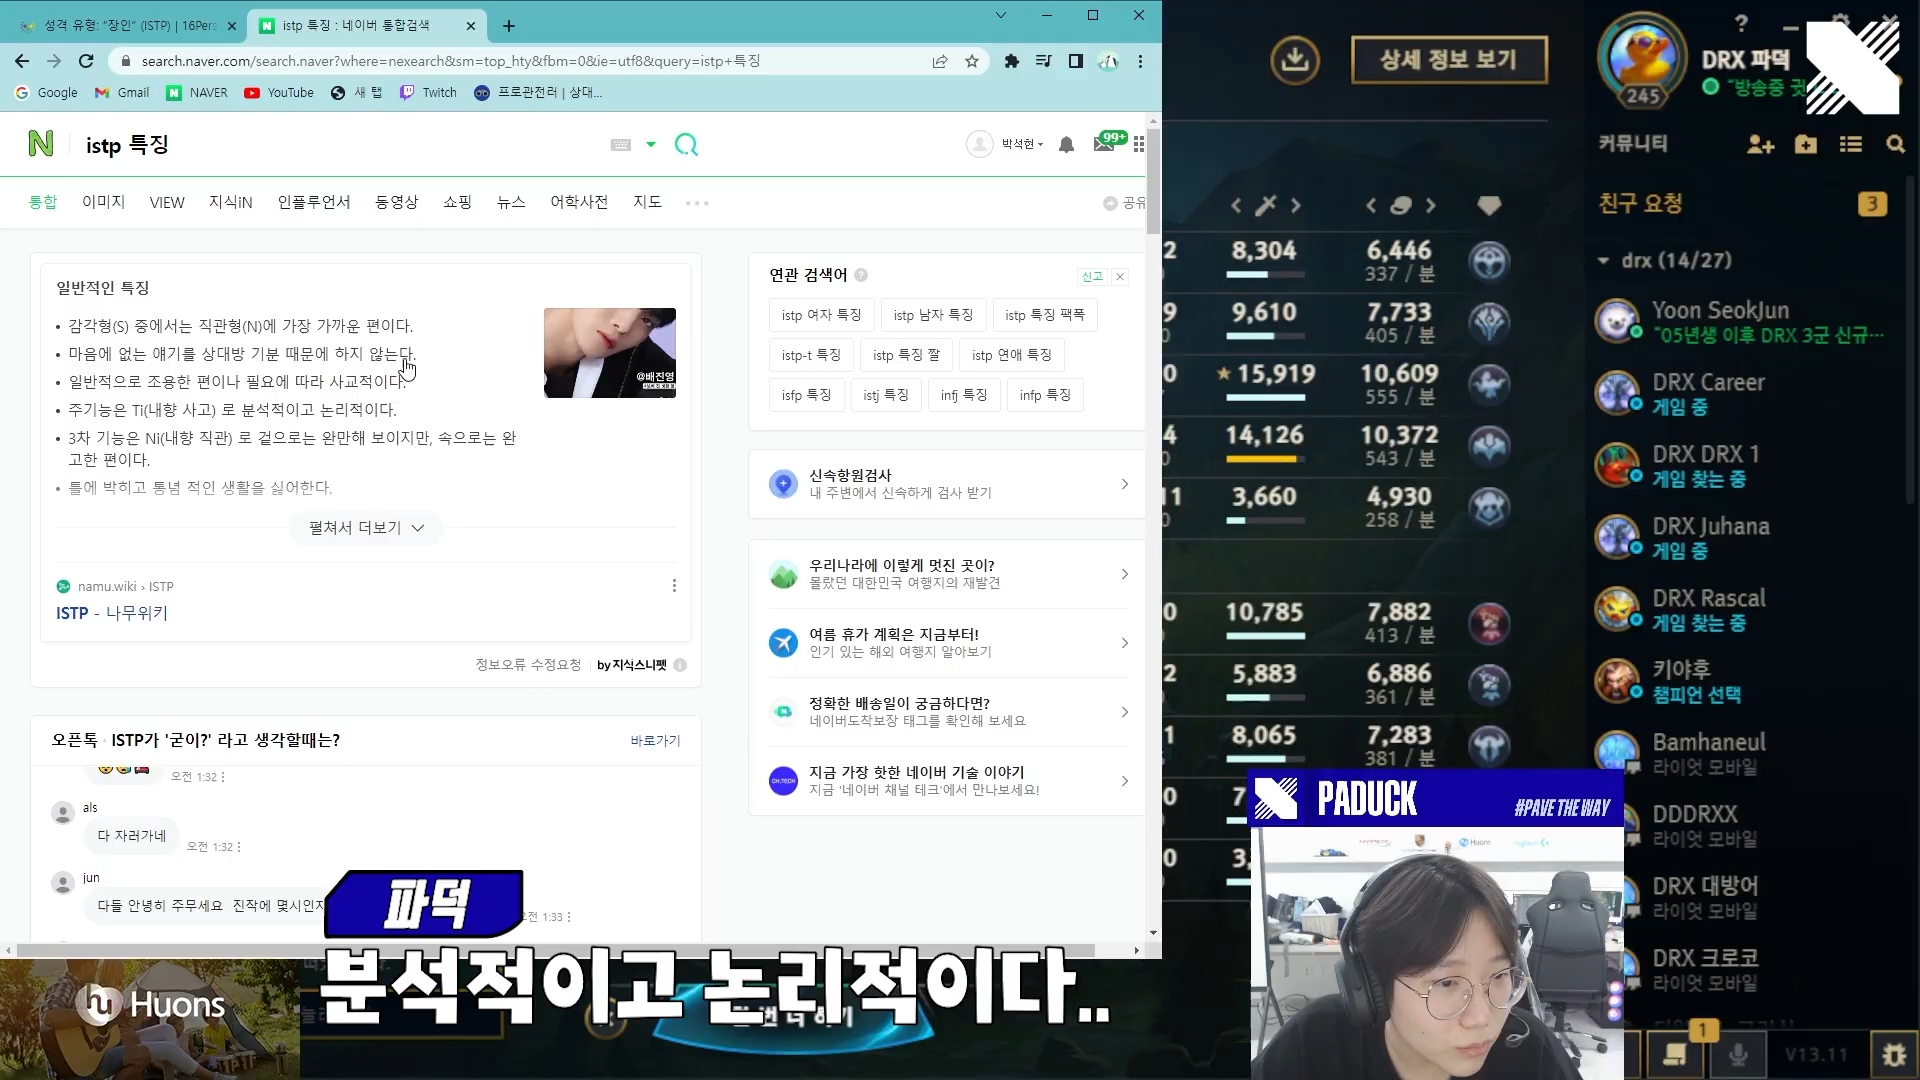 성격 유형: "장인" (ISTP) | 16Pers
istp 특징 : 네이버 통합검색
search.naver.com/search.naver?where=nexearch&sm=top_hty&fbm=0&ie=utf8&query=istp+특징
Google
Gmail
NAVER
YouTube
새 탭
Twitch
프로관전러 | 상대...
istp 특징
박석현
99+
통합
이미지
VIEW
지식iN
인플루언서
동영상
쇼핑
뉴스
어학사전
지도
공유
일반적인 특징
감각형(S) 중에서는 직관형(N)에 가장 가까운 편이다.
마음에 없는 얘기를 상대방 기분 때문에 하지 않는다.
일반적으로 조용한 편이나 필요에 따라 사교적이다.
주기능은 Ti(내향 사고) 로 분석적이고 논리적이다.
3차 기능은 Ni(내향 직관) 로 겉으로는 완만해 보이지만, 속으로는 완
고한 편이다.
틀에 박히고 통념 적인 생활을 싫어한다.
@배진영
펼쳐서 더보기
namu.wiki › ISTP
ISTP - 나무위키
정보오류 수정요청
by 지식스니펫
오픈톡 · ISTP가 '굳이?' 라고 생각할때는?
바로가기
오전 1:32
als
다 자러가네
오전 1:32
jun
다들 안녕히 주무세요 진작에 몇시인지
오전 1:33
연관 검색어
신고
istp 여자 특징
istp 남자 특징
istp 특징 팩폭
istp-t 특징
istp 특징 짤
istp 연애 특징
isfp 특징
istj 특징
infj 특징
infp 특징
신속항원검사
내 주변에서 신속하게 검사 받기
우리나라에 이렇게 멋진 곳이?
몰랐던 대한민국 여행지의 재발견
여름 휴가 계획은 지금부터!
인기 있는 해외 여행지 알아보기
정확한 배송일이 궁금하다면?
네이버도착보장 태그를 확인해 보세요
CH.TECH
지금 가장 핫한 네이버 기술 이야기
지금 '네이버 채널 테크'에서 만나보세요!
상세 정보 보기
8,304
6,446
337 / 분
9,610
7,733
405 / 분
15,919
10,609
555 / 분
14,126
10,372
543 / 분
3,660
4,930
258 / 분
10,785
7,882
413 / 분
5,883
6,886
361 / 분
8,065
7,283
381 / 분
245
DRX 파덕
"방송중 귓
커뮤니티
친구 요청
3
drx (14/27)
Yoon SeokJun
"05년생 이후 DRX 3군 신규...
DRX Career
게임 중
DRX DRX 1
게임 찾는 중
DRX Juhana
게임 중
DRX Rascal
게임 찾는 중
키야후
챔피언 선택
Bamhaneul
라이엇 모바일
DDDRXX
라이엇 모바일
DRX 대방어
라이엇 모바일
DRX 크로코
라이엇 모바일
1
V13.11
PADUCK
#PAVE THE WAY
Huons
파덕
분석적이고 논리적이다..
Huons